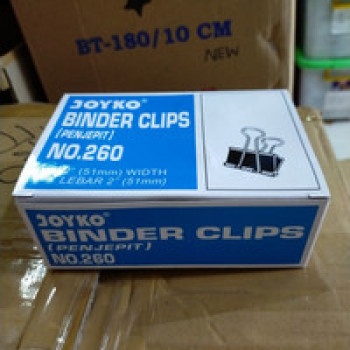 BT-180/10 CM
NEW
JOYKO®
BINDER CLIPS
[PENJEPIT]
NO.260
2" (51mm) WIDTH
LEBAR 2" (51mm)
JOYKO®
BINDER CLIPS
[PENJEPIT]
NO.260